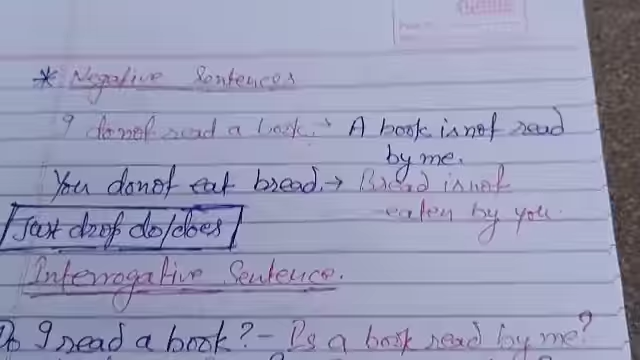 * Negative Sentences
I donot read a book. → A book is not read
by me.
You donot eat bread. → Bread is not
eaten by you.
Just drop do/does
Interrogative Sentence.
Do I read a book? - Is a book read by me?